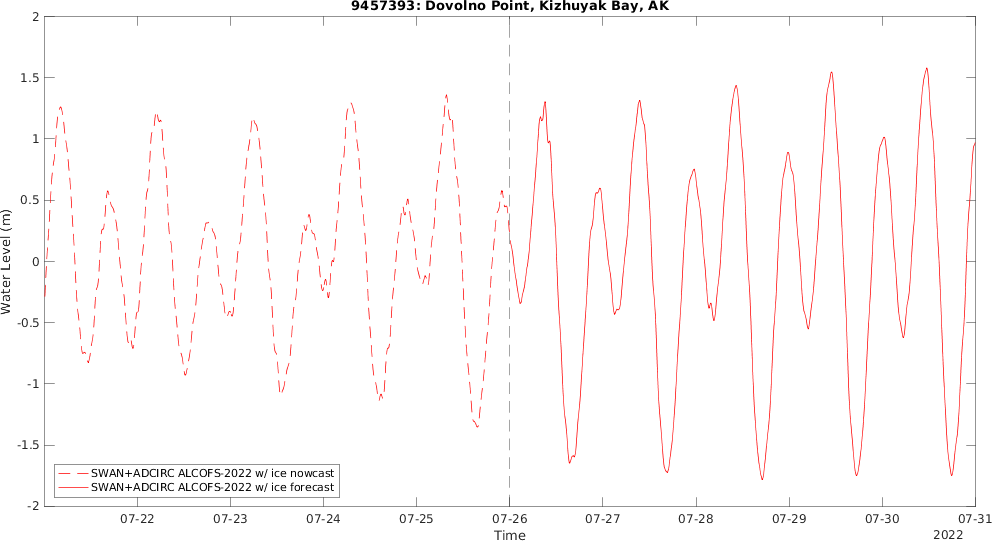 9457393: Dovolno Point, Kizhuyak Bay, AK
2
1.5
1
0.5
0
-0.5
-1
-1.5
-2
Water Level (m)
SWAN+ADCIRC ALCOFS-2022 w/ ice nowcast
SWAN+ADCIRC ALCOFS-2022 w/ ice forecast
07-22 07-23 07-24 07-25 07-26 07-27 07-28 07-29 07-30 07-31
Time
2022